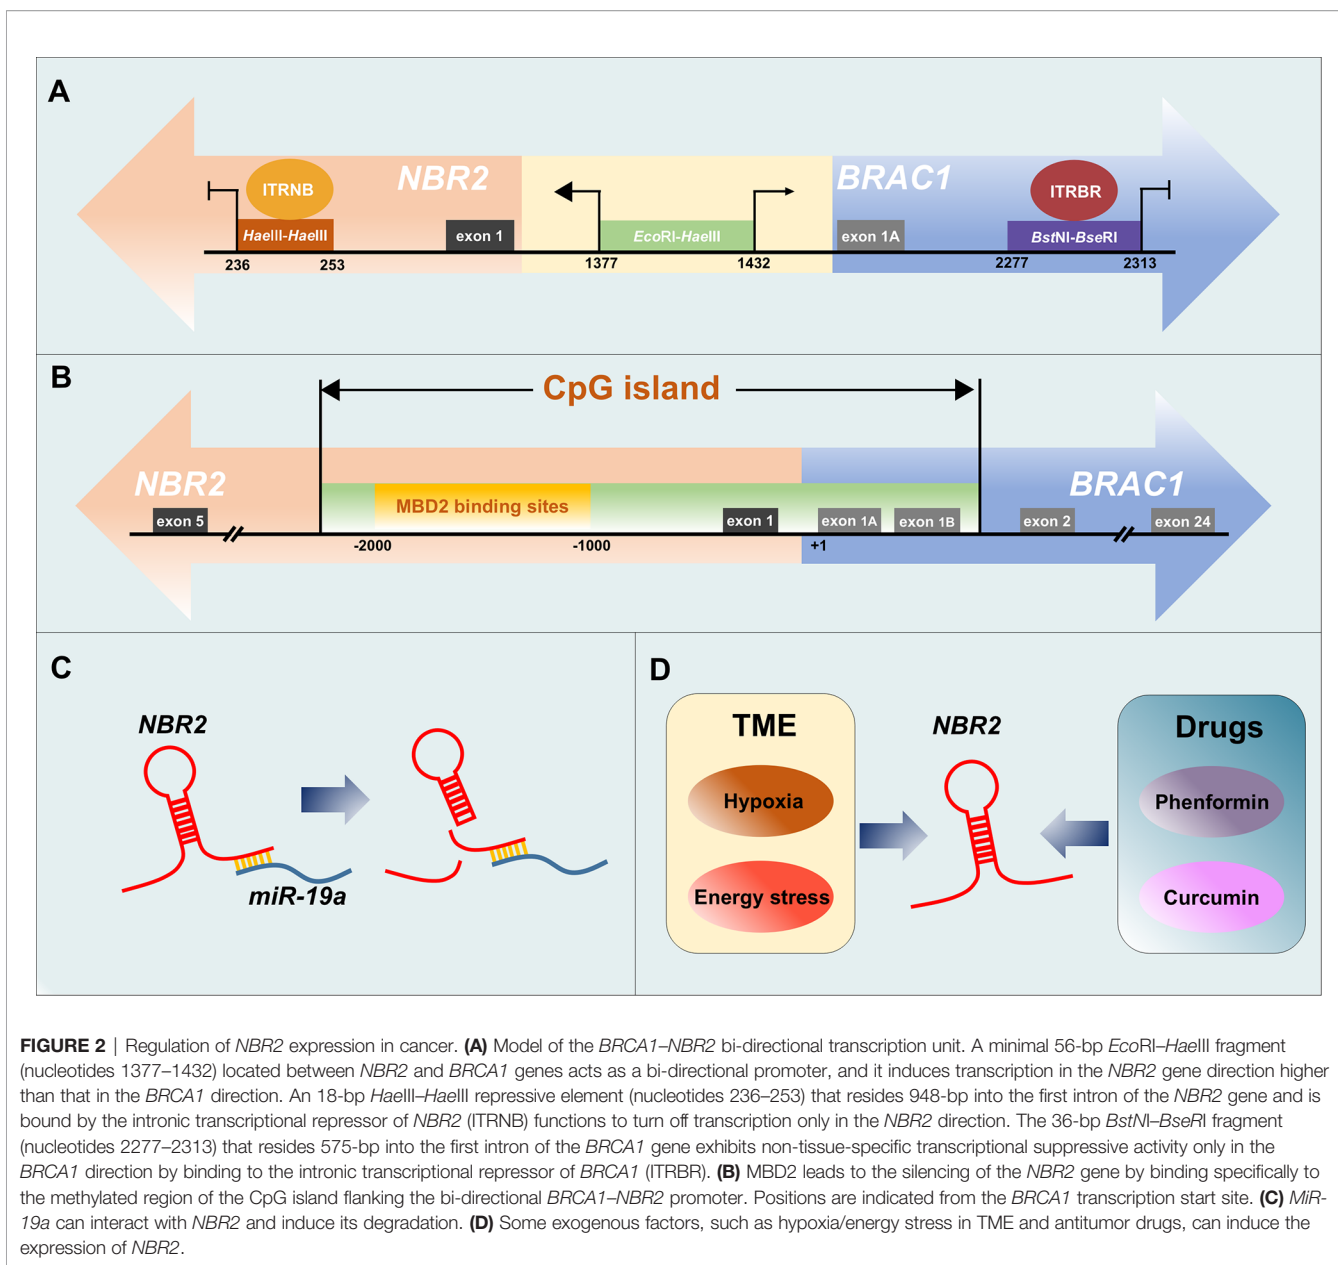 A
NBR2
BRAC1
ITRNB
ITRBR
HaeIII-HaeIII
exon 1
EcoRI-HaeIII
exon 1A
BstNI-BseRI
236
253
1377
1432
2277
2313
B
CpG island
NBR2
BRAC1
MBD2 binding sites
exon 5
exon 1
exon 1A
exon 1B
exon 2
exon 24
-2000
-1000
+1
C
NBR2
miR-19a
D
TME
NBR2
Drugs
Hypoxia
Phenformin
Energy stress
Curcumin
FIGURE 2 | Regulation of NBR2 expression in cancer. (A) Model of the BRCA1–NBR2 bi-directional transcription unit. A minimal 56-bp EcoRI–HaeIII fragment
(nucleotides 1377–1432) located between NBR2 and BRCA1 genes acts as a bi-directional promoter, and it induces transcription in the NBR2 gene direction higher
than that in the BRCA1 direction. An 18-bp HaeIII–HaeIII repressive element (nucleotides 236–253) that resides 948-bp into the first intron of the NBR2 gene and is
bound by the intronic transcriptional repressor of NBR2 (ITRNB) functions to turn off transcription only in the NBR2 direction. The 36-bp BstNI–BseRI fragment
(nucleotides 2277–2313) that resides 575-bp into the first intron of the BRCA1 gene exhibits non-tissue-specific transcriptional suppressive activity only in the
BRCA1 direction by binding to the intronic transcriptional repressor of BRCA1 (ITRBR). (B) MBD2 leads to the silencing of the NBR2 gene by binding specifically to
the methylated region of the CpG island flanking the bi-directional BRCA1–NBR2 promoter. Positions are indicated from the BRCA1 transcription start site. (C) MiR-
19a can interact with NBR2 and induce its degradation. (D) Some exogenous factors, such as hypoxia/energy stress in TME and antitumor drugs, can induce the
expression of NBR2.